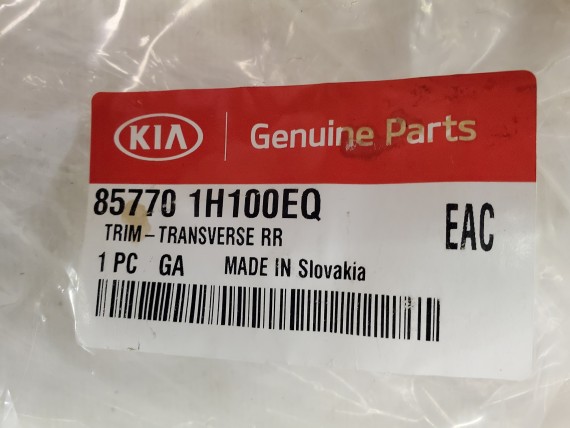 KIA Genuine Parts
85770 1H100EQ
TRIM-TRANSVERSE RR
EAC
1 PC GA MADE IN Slovakia